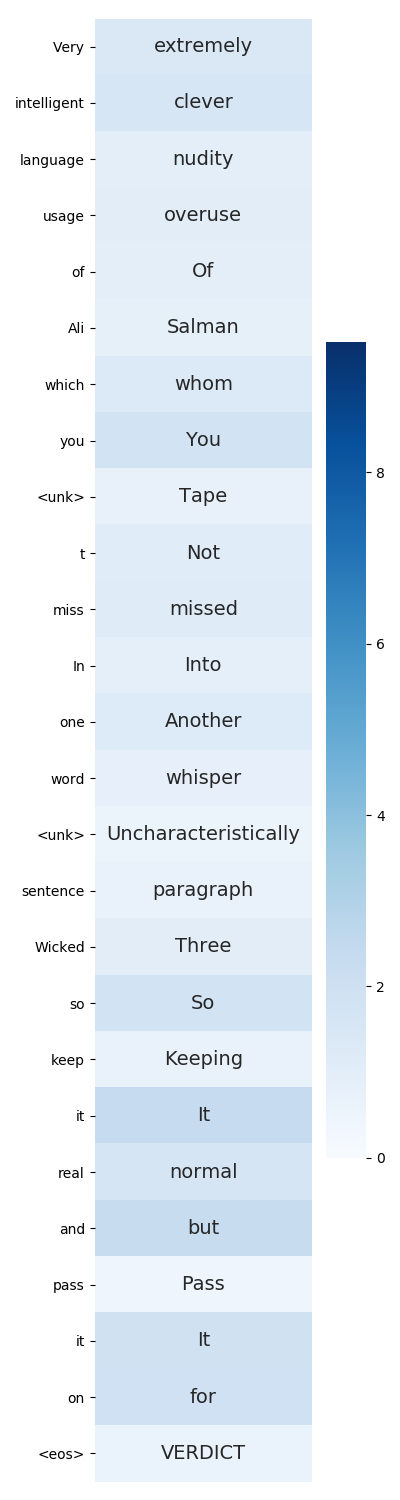 Very extremely
intelligent clever
language nudity
usage overuse
of Of
Ali Salman
which whom
you You
<unk> Tape
t Not
miss missed
In Into
one Another
word whisper
<unk> Uncharacteristically
sentence paragraph
Wicked Three
so So
keep Keeping
it It
real normal
and but
pass Pass
it It
on for
<eos> VERDICT
8
6
4
2
0